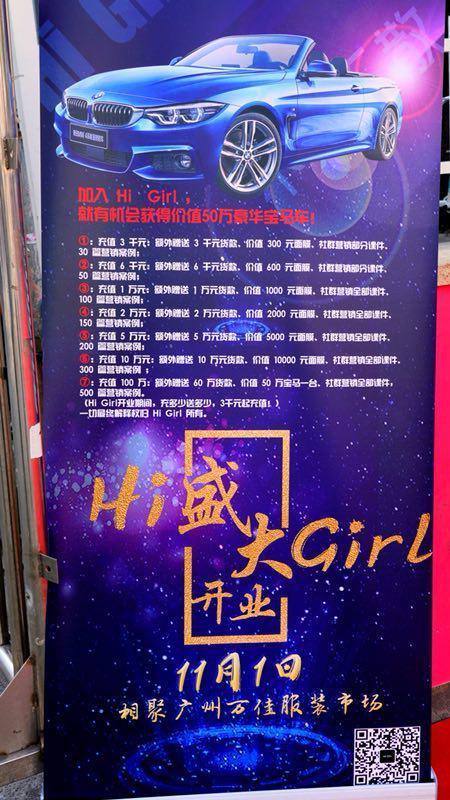 Hi Girl
加入 Hi Girl ，
就有机会获得价值50万豪华宝马车！
①：充值 3 千元：额外赠送 3 千元货款、价值 300 元面膜、社群营销部分课件、
30 篇营销案例；
②：充值 6 千元：额外赠送 6 千元货款、价值 600 元面膜、社群营销部分课件、
50 篇营销案例；
③：充值 1 万元：额外赠送 1 万元货款、价值 1000 元面膜、社群营销全部课件、
100 篇营销案例；
④：充值 2 万元：额外赠送 2 万元货款、价值 2000 元面膜、社群营销全部课件、
150 篇营销案例；
⑤：充值 5 万元：额外赠送 5 万元货款、价值 5000 元面膜、社群营销全部课件、
200 篇营销案例；
⑥：充值 10 万元：额外赠送 10 万元货款、价值 10000 元面膜、社群营销全部课件、
300 篇营销案例 ；
⑦：充值 100 万：额外赠送 60 万货款，价值 50 万宝马一台、社群营销全部课件，
500 篇营销案例。
（Hi Girl开业期间，充多少送多少，3千元起充值！）
一切最终解释权归 Hi Girl 所有。
Hi盛大Girl
开业
11月1日
相聚广州万佳服装市场